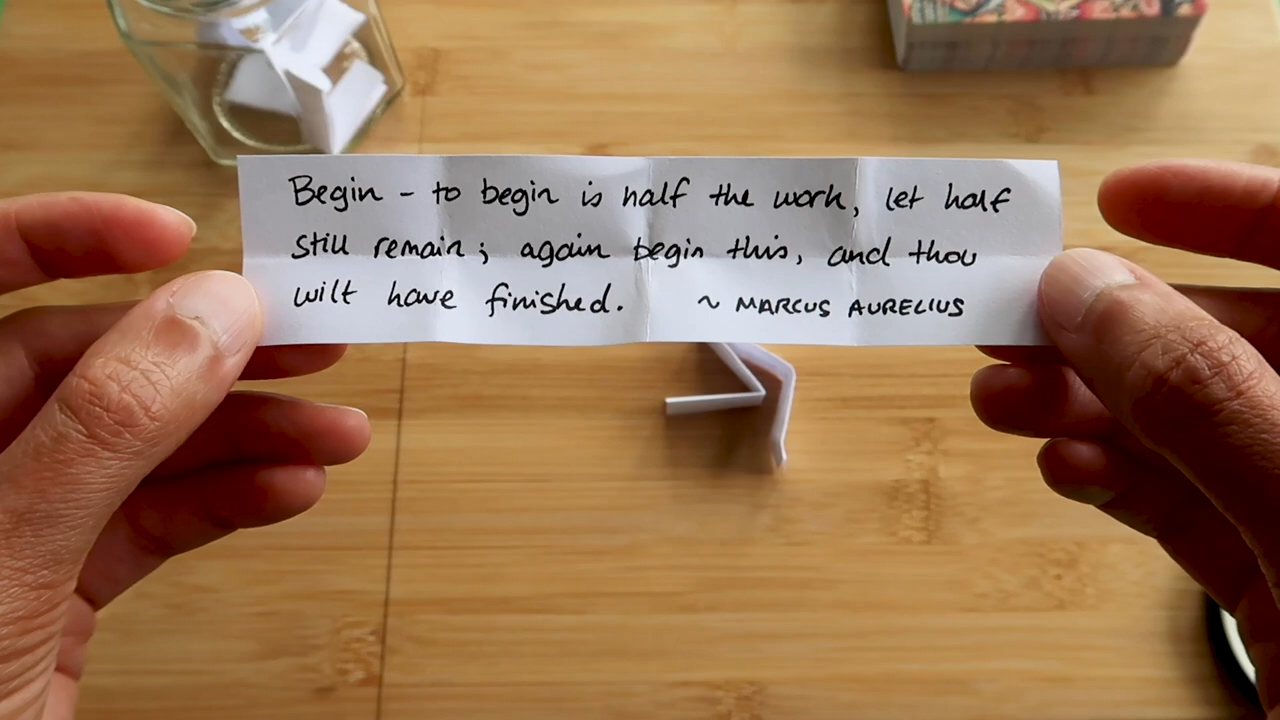 Begin – to begin is half the work, let half
still remain; again begin this, and thou
wilt have finished. ~ MARCUS AURELIUS